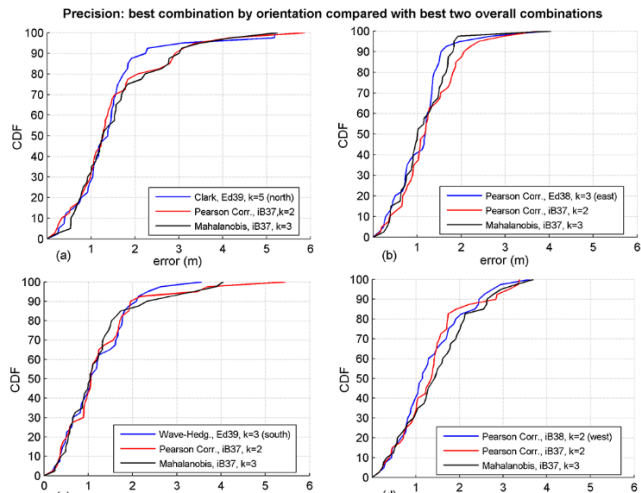 Precision: best combination by orientation compared with best two overall combinations
100
90
80
70
60
50
40
30
20
10
0
CDF
0 1 2 3 4 5 6
error (m)
(a)
Clark, Ed39, k=5 (north)
Pearson Corr., iB37,k=2
Mahalanobis, iB37, k=3
100
90
80
70
60
50
40
30
20
10
0
CDF
0 1 2 3 4 5 6
error (m)
(b)
Pearson Corr., Ed38, k=3 (east)
Pearson Corr., iB37, k=2
Mahalanobis, iB37, k=3
100
90
80
70
60
50
40
30
20
10
0
CDF
0 1 2 3 4 5 6
Wave-Hedg., Ed39, k=3 (south)
Pearson Corr., iB37, k=2
Mahalanobis, iB37, k=3
100
90
80
70
60
50
40
30
20
10
0
CDF
0 1 2 3 4 5 6
(d)
Pearson Corr., iB38, k=2 (west)
Pearson Corr., iB37, k=2
Mahalanobis, iB37, k=3